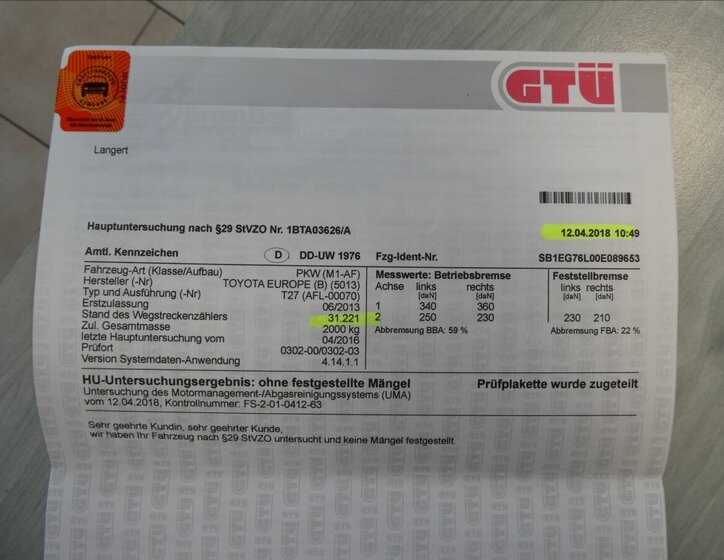 GTÜ
Langert
Hauptuntersuchung nach §29 StVZO Nr. 1BTA03626/A
12.04.2018 10:49
Amtl. Kennzeichen D DD-UW 1976 Fzg-Ident-Nr. SB1EG76L00E089653
Fahrzeug-Art (Klasse/Aufbau) PKW (M1-AF)
Hersteller (-Nr) TOYOTA EUROPE (B) (5013)
Typ und Ausführung (-Nr) T27 (AFL-00070)
Erstzulassung 06/2013
Stand des Wegstreckenzählers 31.221
Zul. Gesamtmasse 2000 kg
letzte Hauptuntersuchung vom 04/2016
Prüfort 0302-00/0302-03
Version Systemdaten-Anwendung 4.14.1.1
Messwerte: Betriebsbremse Feststellbremse
Achse links rechts links rechts
[daN] [daN] [daN] [daN]
1 340 360
2 250 230 230 210
Abbremsung BBA: 59 % Abbremsung FBA: 22 %
HU-Untersuchungsergebnis: ohne festgestellte Mängel Prüfplakette wurde zugeteilt
Untersuchung des Motormanagement-/Abgasreinigungssystems (UMA)
vom 12.04.2018, Kontrollnummer: FS-2-01-0412-63
Sehr geehrte Kundin, sehr geehrter Kunde,
wir haben Ihr Fahrzeug nach §29 StVZO untersucht und keine Mängel festgestellt.